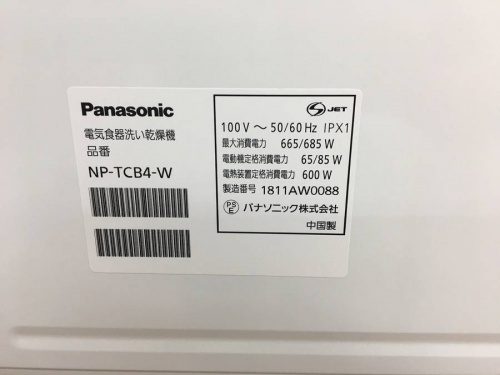 Panasonic
電気食器洗い乾燥機
品番
NP-TCB4-W
S JET
100V ～ 50/60 Hz IPX1
最大消費電力 665/685 W
電動機定格消費電力 65/85 W
電熱装置定格消費電力 600 W
製造番号 1811AW0088
PS E パナソニック株式会社
中国製